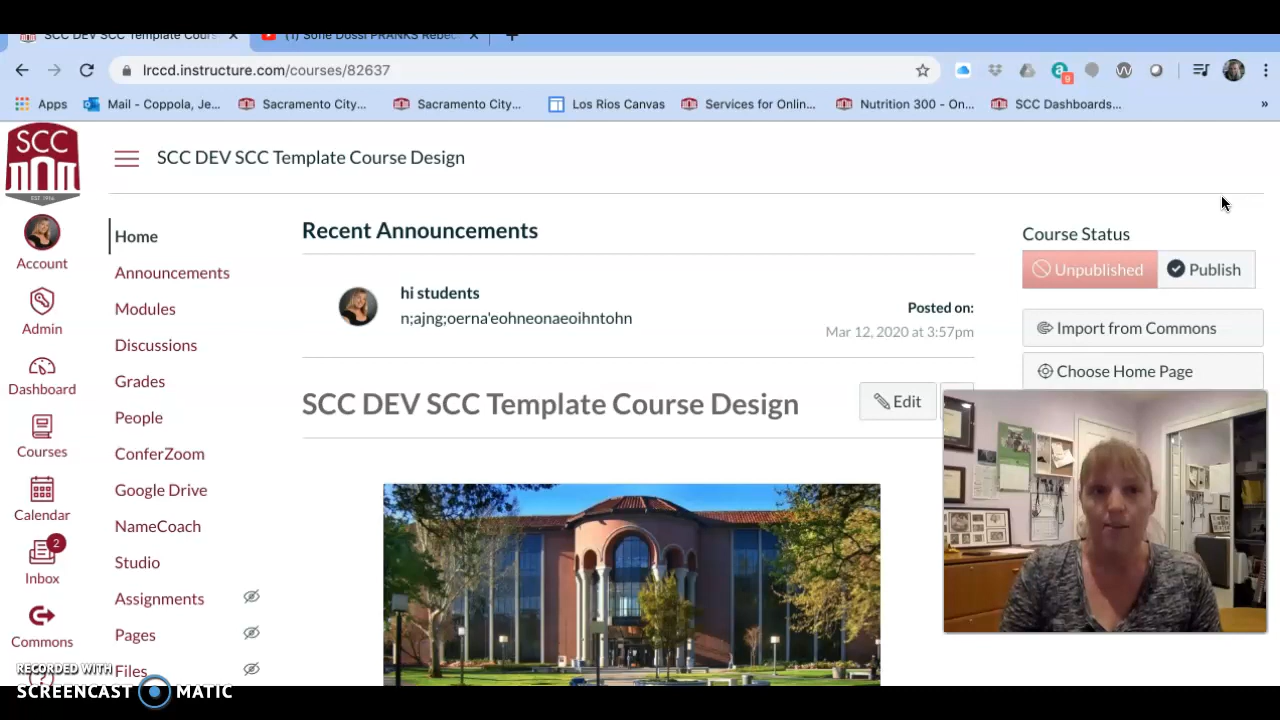 SCC DEV SCC Template Cours
(1) Sofie Dossi PRANKS Rebec
lrccd.instructure.com/courses/82637
9
Apps
Mail - Coppola, Je...
Sacramento City...
Sacramento City...
Los Rios Canvas
Services for Onlin...
Nutrition 300 - On...
SCC Dashboards...
»
SCC
EST. 1916
SCC DEV SCC Template Course Design
Account
Admin
Dashboard
Courses
Calendar
2
Inbox
Commons
Home
Announcements
Modules
Discussions
Grades
People
ConferZoom
Google Drive
NameCoach
Studio
Assignments
Pages
Files
Recent Announcements
hi students
n;ajng;oerna'eohneonaeoihntohn
Posted on:
Mar 12, 2020 at 3:57pm
SCC DEV SCC Template Course Design
Edit
Course Status
Unpublished
Publish
Import from Commons
Choose Home Page
RECORDED WITH
SCREENCAST MATIC